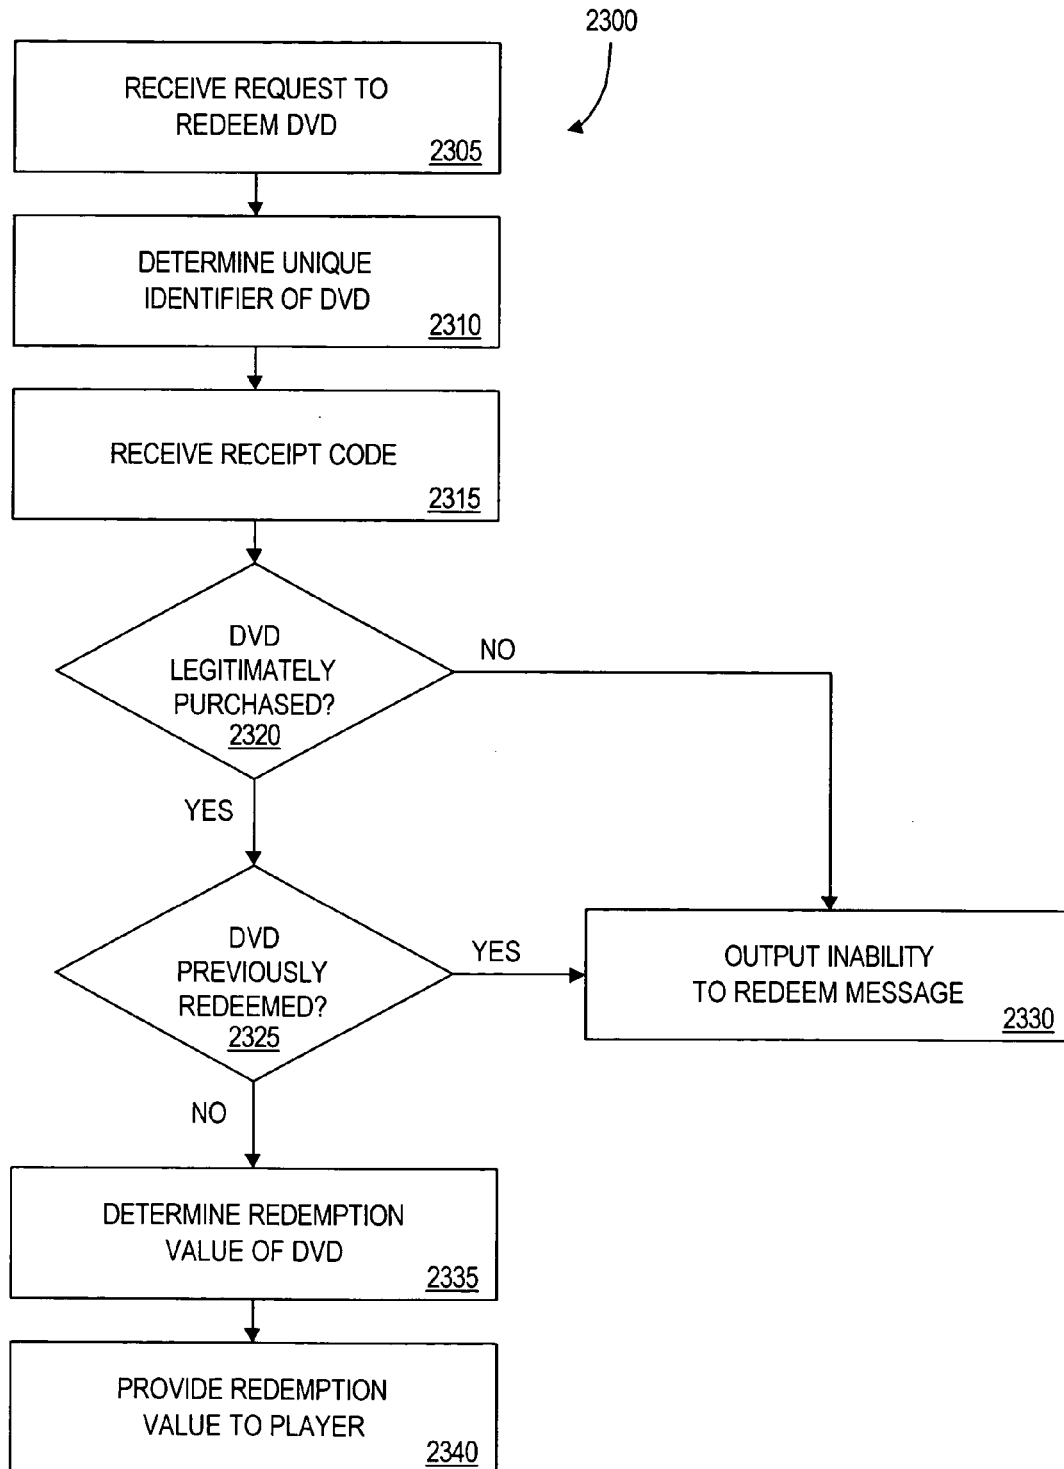 2300
RECEIVE REQUEST TO
REDEEM DVD
2305
DETERMINE UNIQUE
IDENTIFIER OF DVD
2310
RECEIVE RECEIPT CODE
2315
DVD
LEGITIMATELY
PURCHASED?
2320
NO
YES
DVD
PREVIOUSLY
REDEEMED?
2325
YES
OUTPUT INABILITY
TO REDEEM MESSAGE
2330
NO
DETERMINE REDEMPTION
VALUE OF DVD
2335
PROVIDE REDEMPTION
VALUE TO PLAYER
2340